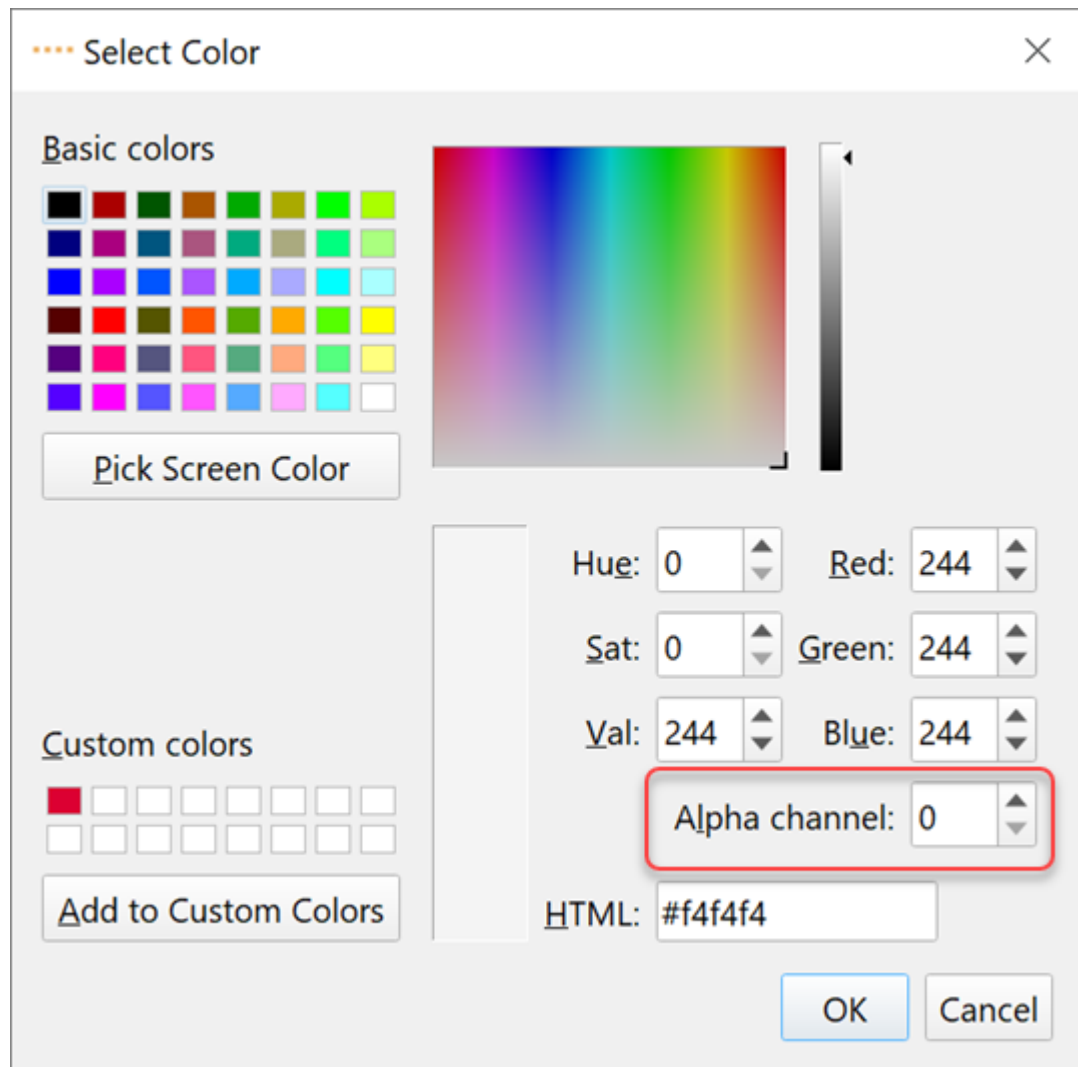 Select Color
Basic colors
Pick Screen Color
Hue: 0 Red: 244
Sat: 0 Green: 244
Val: 244 Blue: 244
Custom colors
Alpha channel: 0
Add to Custom Colors
HTML: #f4f4f4
OK Cancel